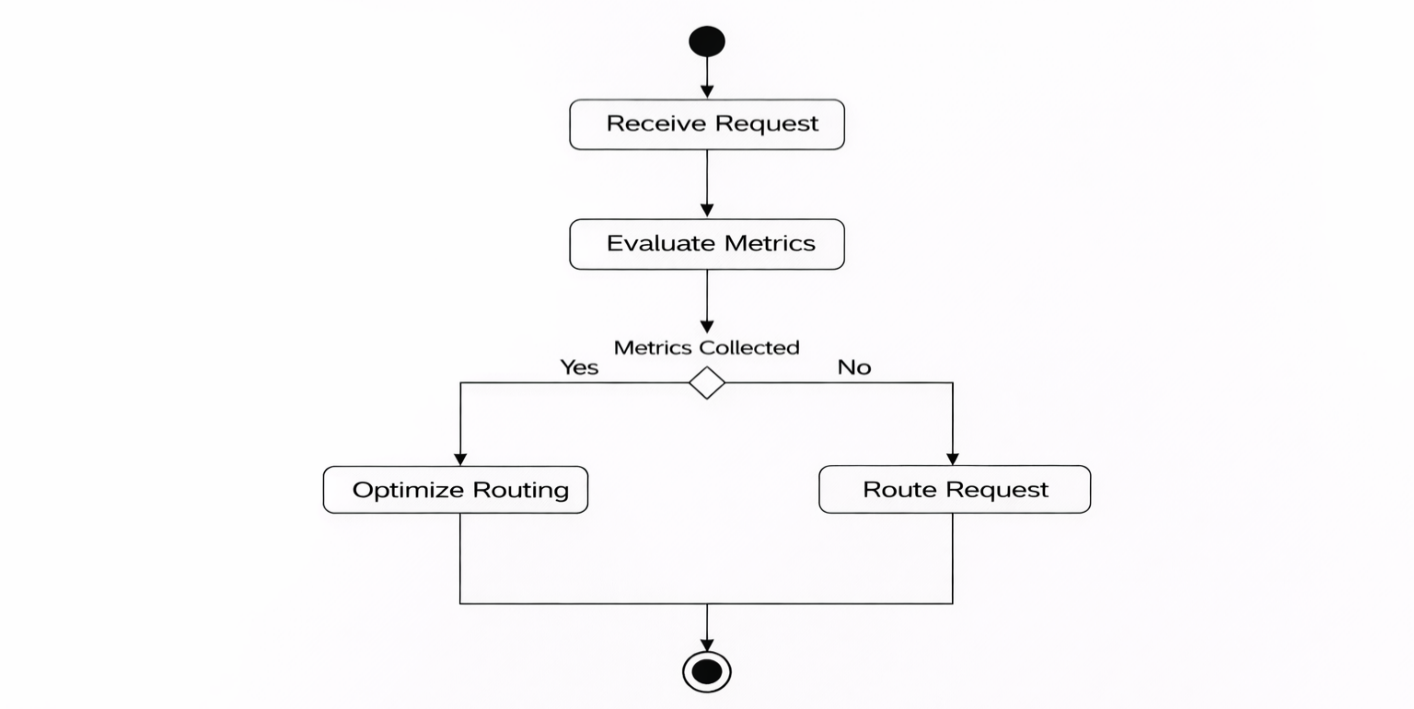 Receive Request
Evaluate Metrics
Metrics Collected
Yes
No
Optimize Routing
Route Request